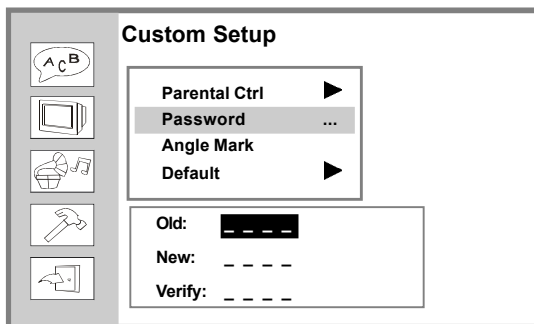 Custom Setup
A C B
Parental Ctrl
Password ...
Angle Mark
Default
Old: _ _ _ _
New: _ _ _ _
Verify: _ _ _ _